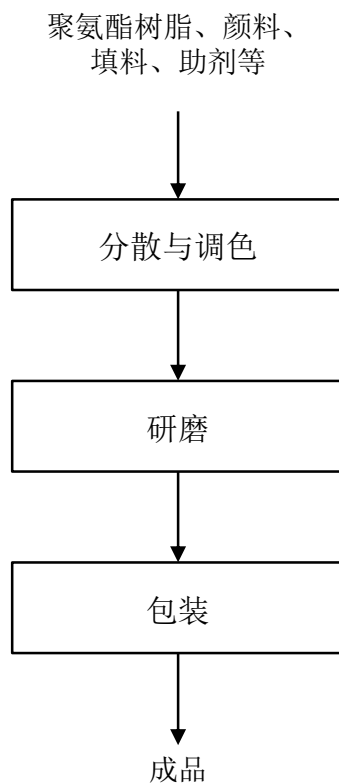 聚氨酯树脂、颜料、
填料、助剂等
分散与调色
研磨
包装
成品